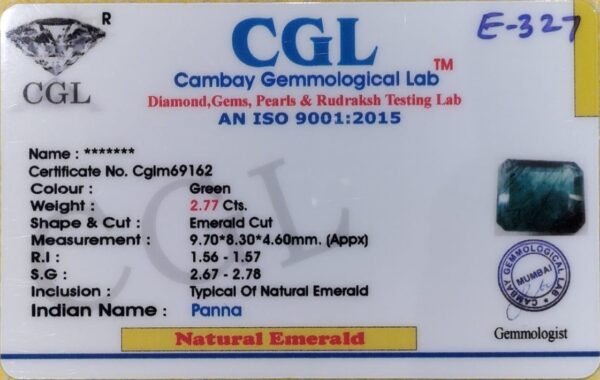 R
CGL
CGL
TM
E-327
Cambay Gemmological Lab
Diamond,Gems, Pearls & Rudraksh Testing Lab
AN ISO 9001:2015
Name : *******
Certificate No. Cglm69162
Colour : Green
Weight : 2.77 Cts.
Shape & Cut : Emerald Cut
Measurement : 9.70*8.30*4.60mm. (Appx)
R.I : 1.56 - 1.57
S.G : 2.67 - 2.78
Inclusion : Typical Of Natural Emerald
Indian Name : Panna
Natural Emerald
CGL
CAMBAY GEMMOLOGICAL LAB
MUMBAI
Gemmologist